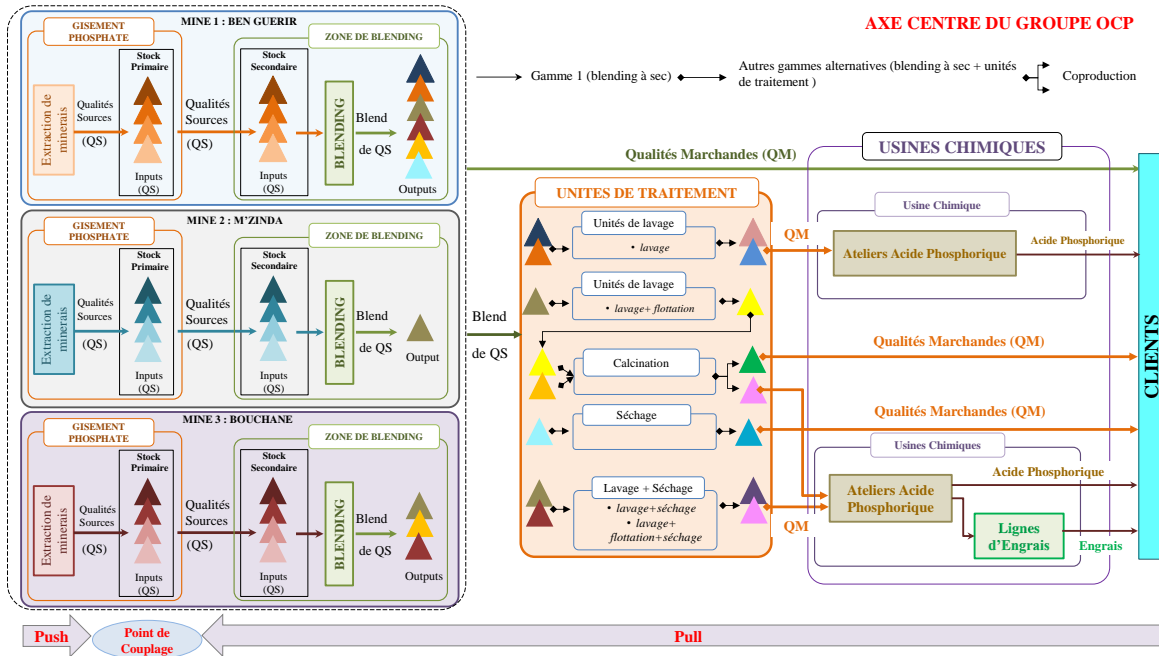 AXE CENTRE DU GROUPE OCP
Gamme 1 (blending à sec)
Autres gammes alternatives (blending à sec + unités
de traitement )
Coproduction
MINE 1 : BEN GUERIR
GISEMENT
PHOSPHATE
ZONE DE BLENDING
Extraction de
minerais
Qualités
Sources
(QS)
Stock
Primaire
Inputs
(QS)
Qualités
Sources
(QS)
Stock
Secondaire
Inputs
(QS)
BLENDING
Blend
de QS
Outputs
MINE 2 : M'ZINDA
GISEMENT
PHOSPHATE
ZONE DE BLENDING
Extraction de
minerais
Qualités
Sources
(QS)
Stock
Primaire
Inputs
(QS)
Qualités
Sources
(QS)
Stock
Secondaire
Inputs
(QS)
BLENDING
Blend
de QS
Output
MINE 3 : BOUCHANE
GISEMENT
PHOSPHATE
ZONE DE BLENDING
Extraction de
minerais
Qualités
Sources
(QS)
Stock
Primaire
Inputs
(QS)
Qualités
Sources
(QS)
Stock
Secondaire
Inputs
(QS)
BLENDING
Blend
de QS
Outputs
Blend
de QS
Qualités Marchandes (QM)
UNITES DE TRAITEMENT
Unités de lavage
• lavage
Unités de lavage
• lavage+ flottation
Calcination
Séchage
Lavage + Séchage
• lavage+séchage
• lavage+
flottation+séchage
QM
QM
USINES CHIMIQUES
Usine Chimique
Ateliers Acide Phosphorique
Acide Phosphorique
Qualités Marchandes (QM)
Qualités Marchandes (QM)
Usines Chimiques
Ateliers Acide
Phosphorique
Acide Phosphorique
Lignes
d'Engrais
Engrais
CLIENTS
Push
Point de
Couplage
Pull